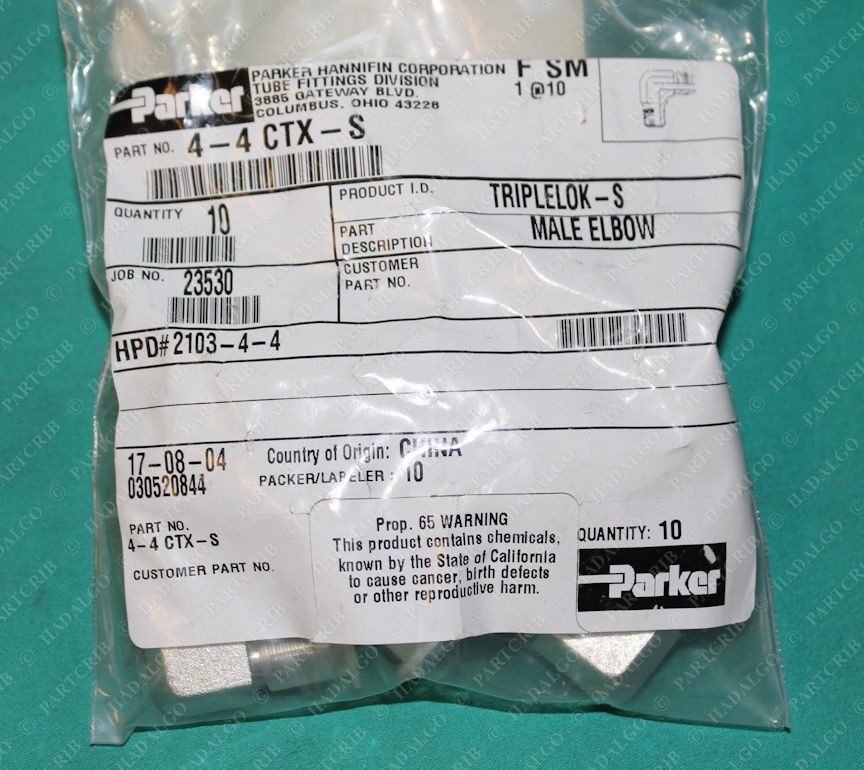 Parker
PARKER HANNIFIN CORPORATION
TUBE FITTINGS DIVISION
3885 GATEWAY BLVD.
COLUMBUS, OHIO 43228
F SM
1 @10
PART NO. 4-4 CTX-S
QUANTITY 10
PRODUCT I.D. TRIPLELOK-S
PART DESCRIPTION MALE ELBOW
JOB NO. 23530
CUSTOMER
PART NO.
HPD# 2103-4-4
17-08-04
030520844
Country of Origin: CHINA
PACKER/LABELER : 10
PART NO.
4-4 CTX-S
CUSTOMER PART NO.
Prop. 65 WARNING
This product contains chemicals,
known by the State of California
to cause cancer, birth defects
or other reproductive harm.
QUANTITY: 10
Parker
© PARTCRIB
© HADALGO